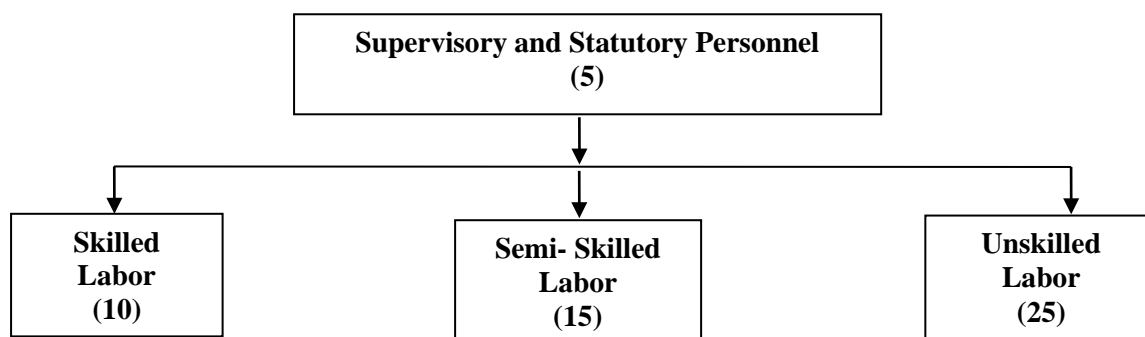 Supervisory and Statutory Personnel
(5)
Skilled
Labor
(10)
Semi- Skilled
Labor
(15)
Unskilled
Labor
(25)